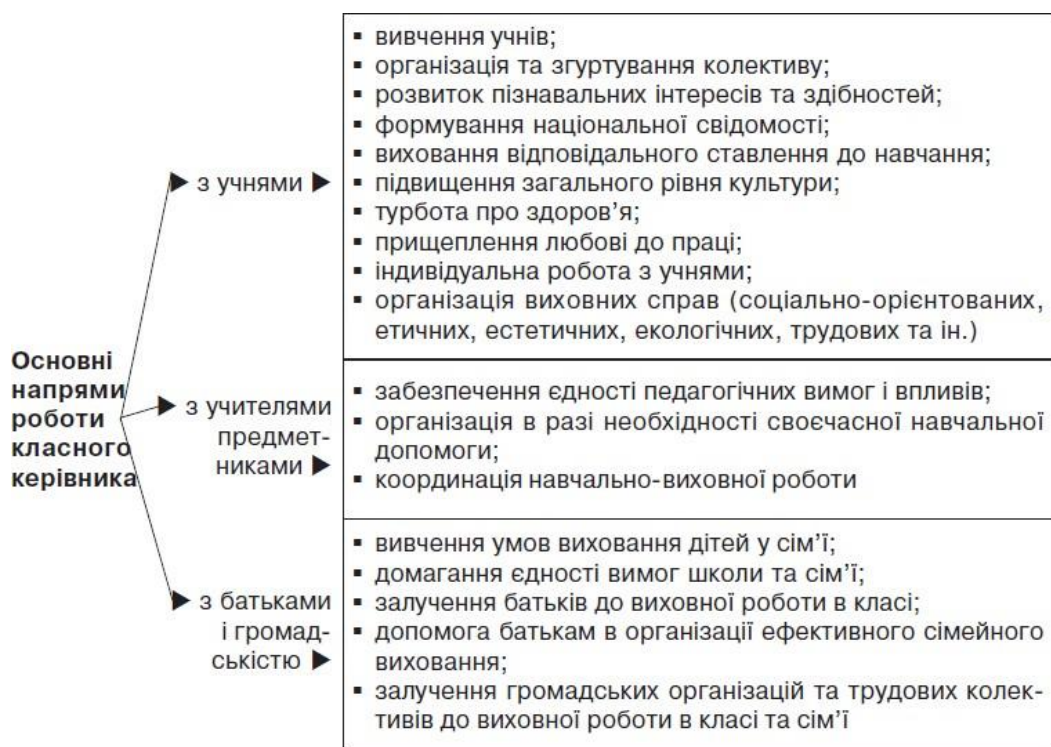 Основні
напрями
роботи
класного
керівника
▶ з учнями ▶
▪ вивчення учнів;
▪ організація та згуртування колективу;
▪ розвиток пізнавальних інтересів та здібностей;
▪ формування національної свідомості;
▪ виховання відповідального ставлення до навчання;
▪ підвищення загального рівня культури;
▪ турбота про здоров’я;
▪ прищеплення любові до праці;
▪ індивідуальна робота з учнями;
▪ організація виховних справ (соціально-орієнтованих,
етичних, естетичних, екологічних, трудових та ін.)
▶ з учителями
предмет-
никами ▶
▪ забезпечення єдності педагогічних вимог і впливів;
▪ організація в разі необхідності своєчасної навчальної
допомоги;
▪ координація навчально-виховної роботи
▶ з батьками
і громад-
ськістю ▶
▪ вивчення умов виховання дітей у сім’ї;
▪ домагання єдності вимог школи та сім’ї;
▪ залучення батьків до виховної роботи в класі;
▪ допомога батькам в організації ефективного сімейного
виховання;
▪ залучення громадських організацій та трудових колек-
тивів до виховної роботи в класі та сім’ї